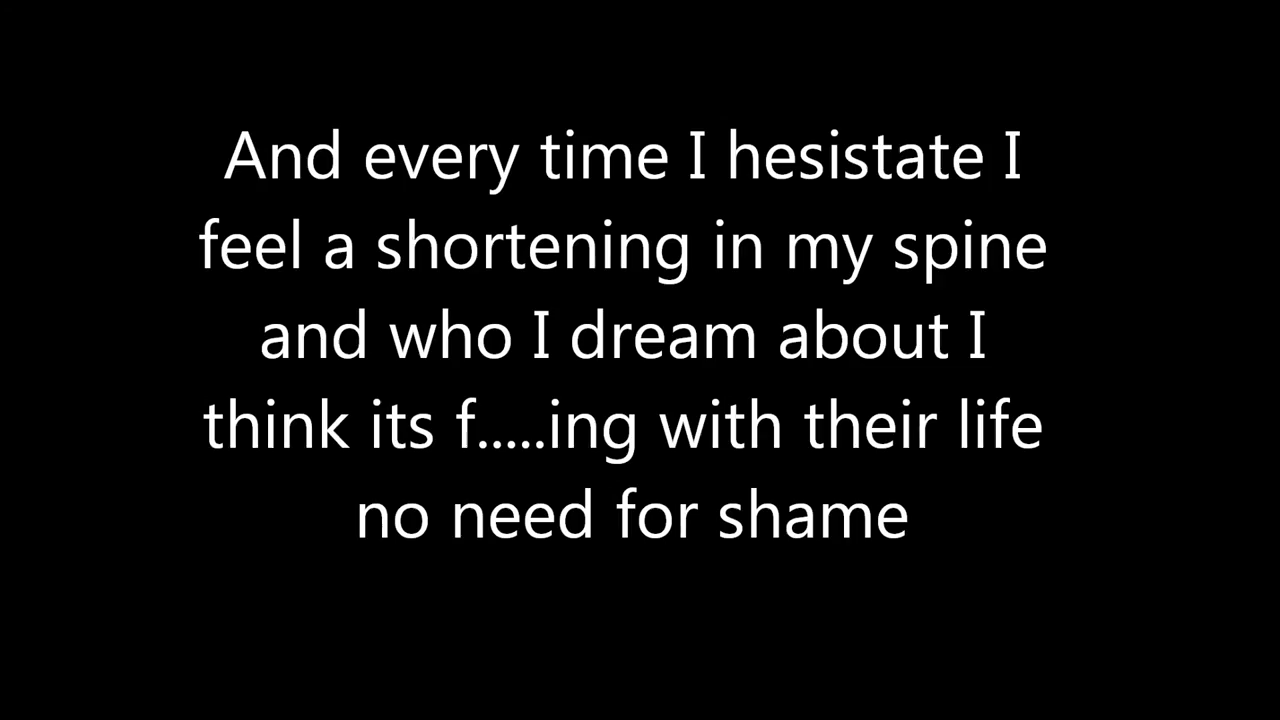 And every time I hesistate I
feel a shortening in my spine
and who I dream about I
think its f.....ing with their life
no need for shame